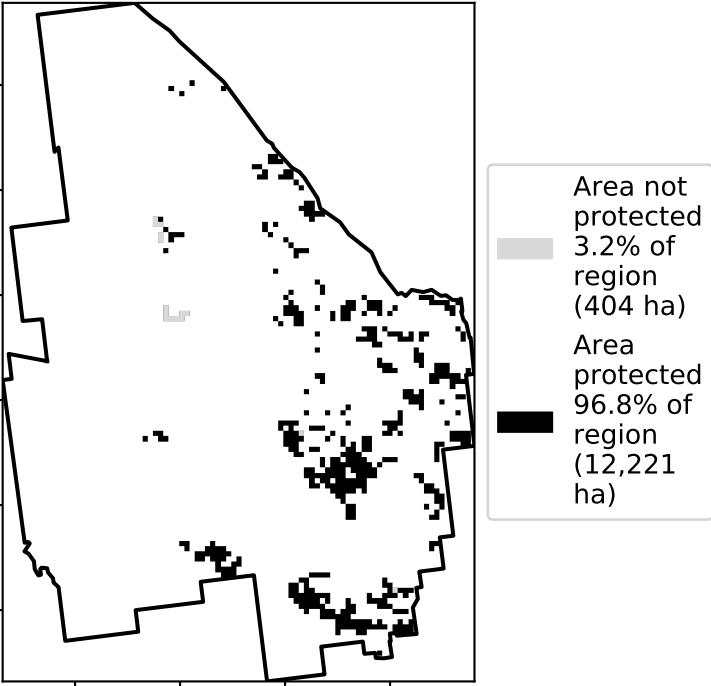 Area not
protected
3.2% of
region
(404 ha)
Area
protected
96.8% of
region
(12,221
ha)